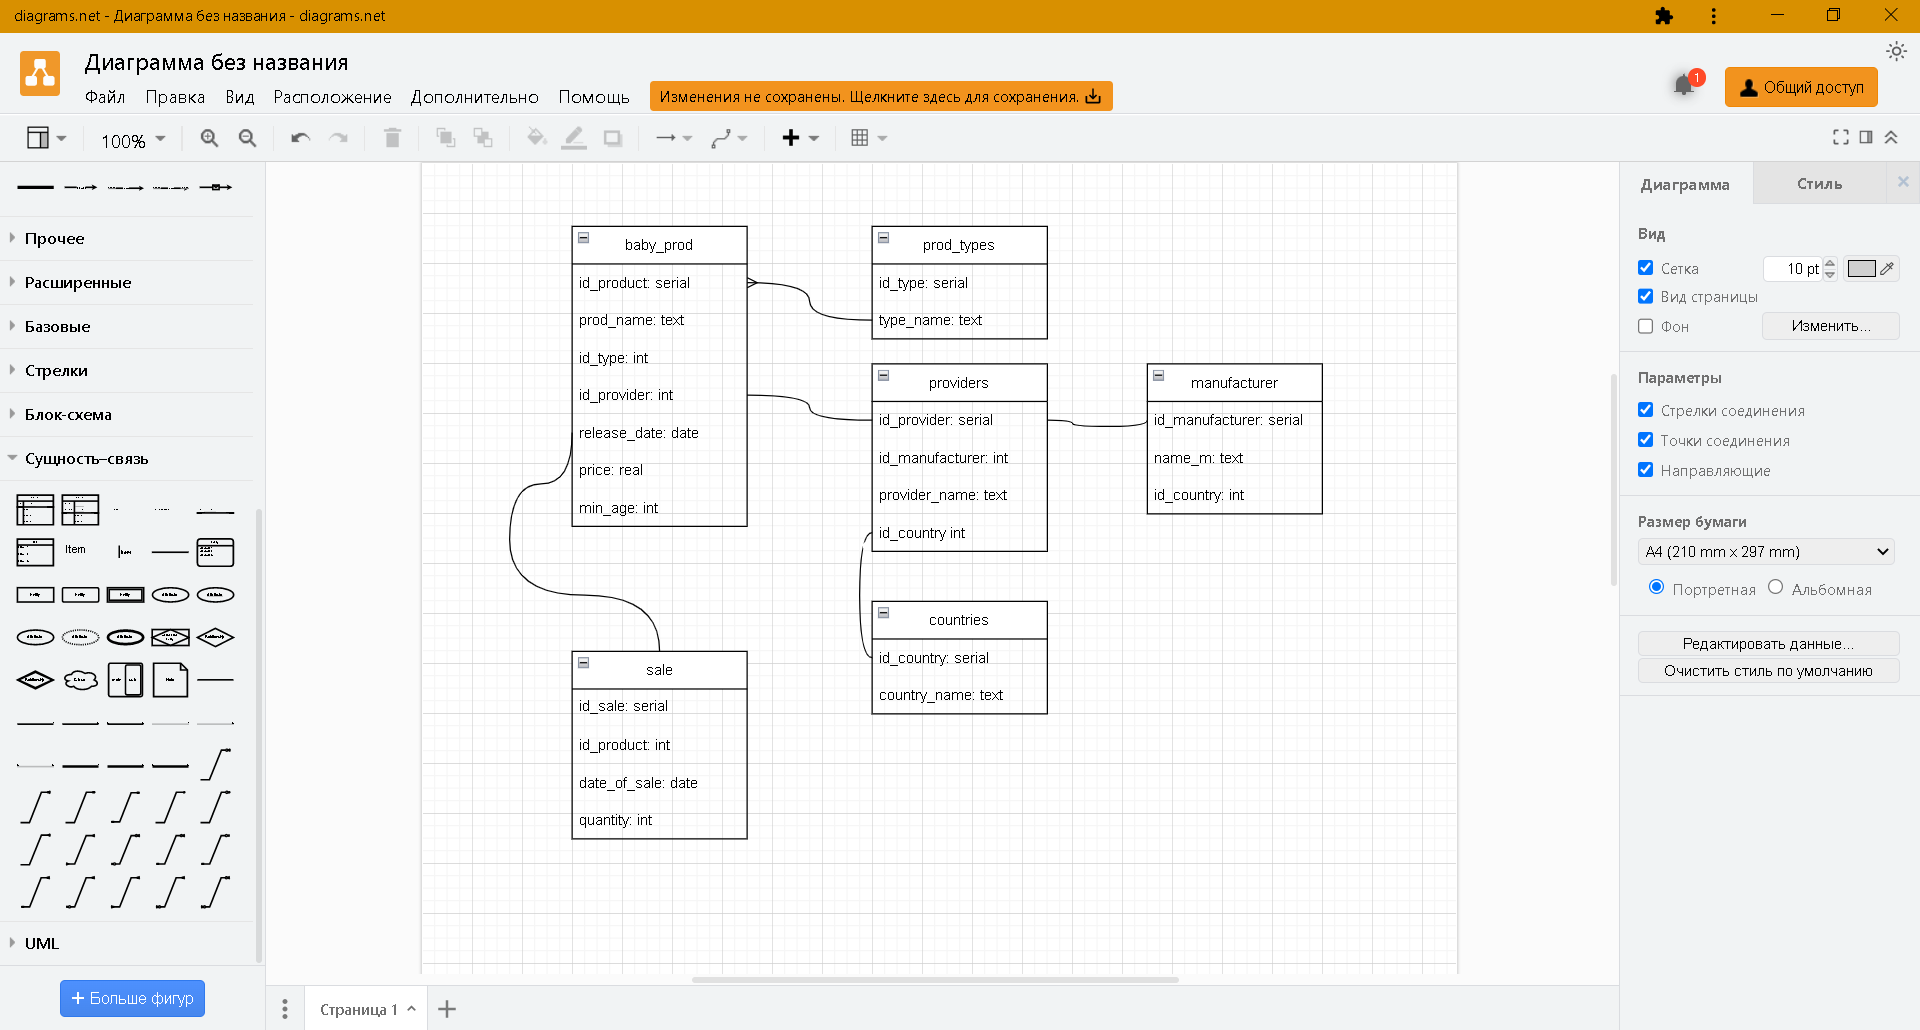 diagrams.net - Диаграмма без названия - diagrams.net
Диаграмма без названия
Файл Правка Вид Расположение Дополнительно Помощь
Изменения не сохранены. Щелкните здесь для сохранения.
1
Общий доступ
100%
Прочее
Расширенные
Базовые
Стрелки
Блок-схема
Сущность–связь
Item
UML
+ Больше фигур
baby_prod
id_product: serial
prod_name: text
id_type: int
id_provider: int
release_date: date
price: real
min_age: int
prod_types
id_type: serial
type_name: text
providers
id_provider: serial
id_manufacturer: int
provider_name: text
id_country int
manufacturer
id_manufacturer: serial
name_m: text
id_country: int
countries
id_country: serial
country_name: text
sale
id_sale: serial
id_product: int
date_of_sale: date
quantity: int
Страница 1
Диаграмма
Стиль
Вид
Сетка 10 pt
Вид страницы
Фон Изменить...
Параметры
Стрелки соединения
Точки соединения
Направляющие
Размер бумаги
A4 (210 mm x 297 mm)
Портретная Альбомная
Редактировать данные...
Очистить стиль по умолчанию